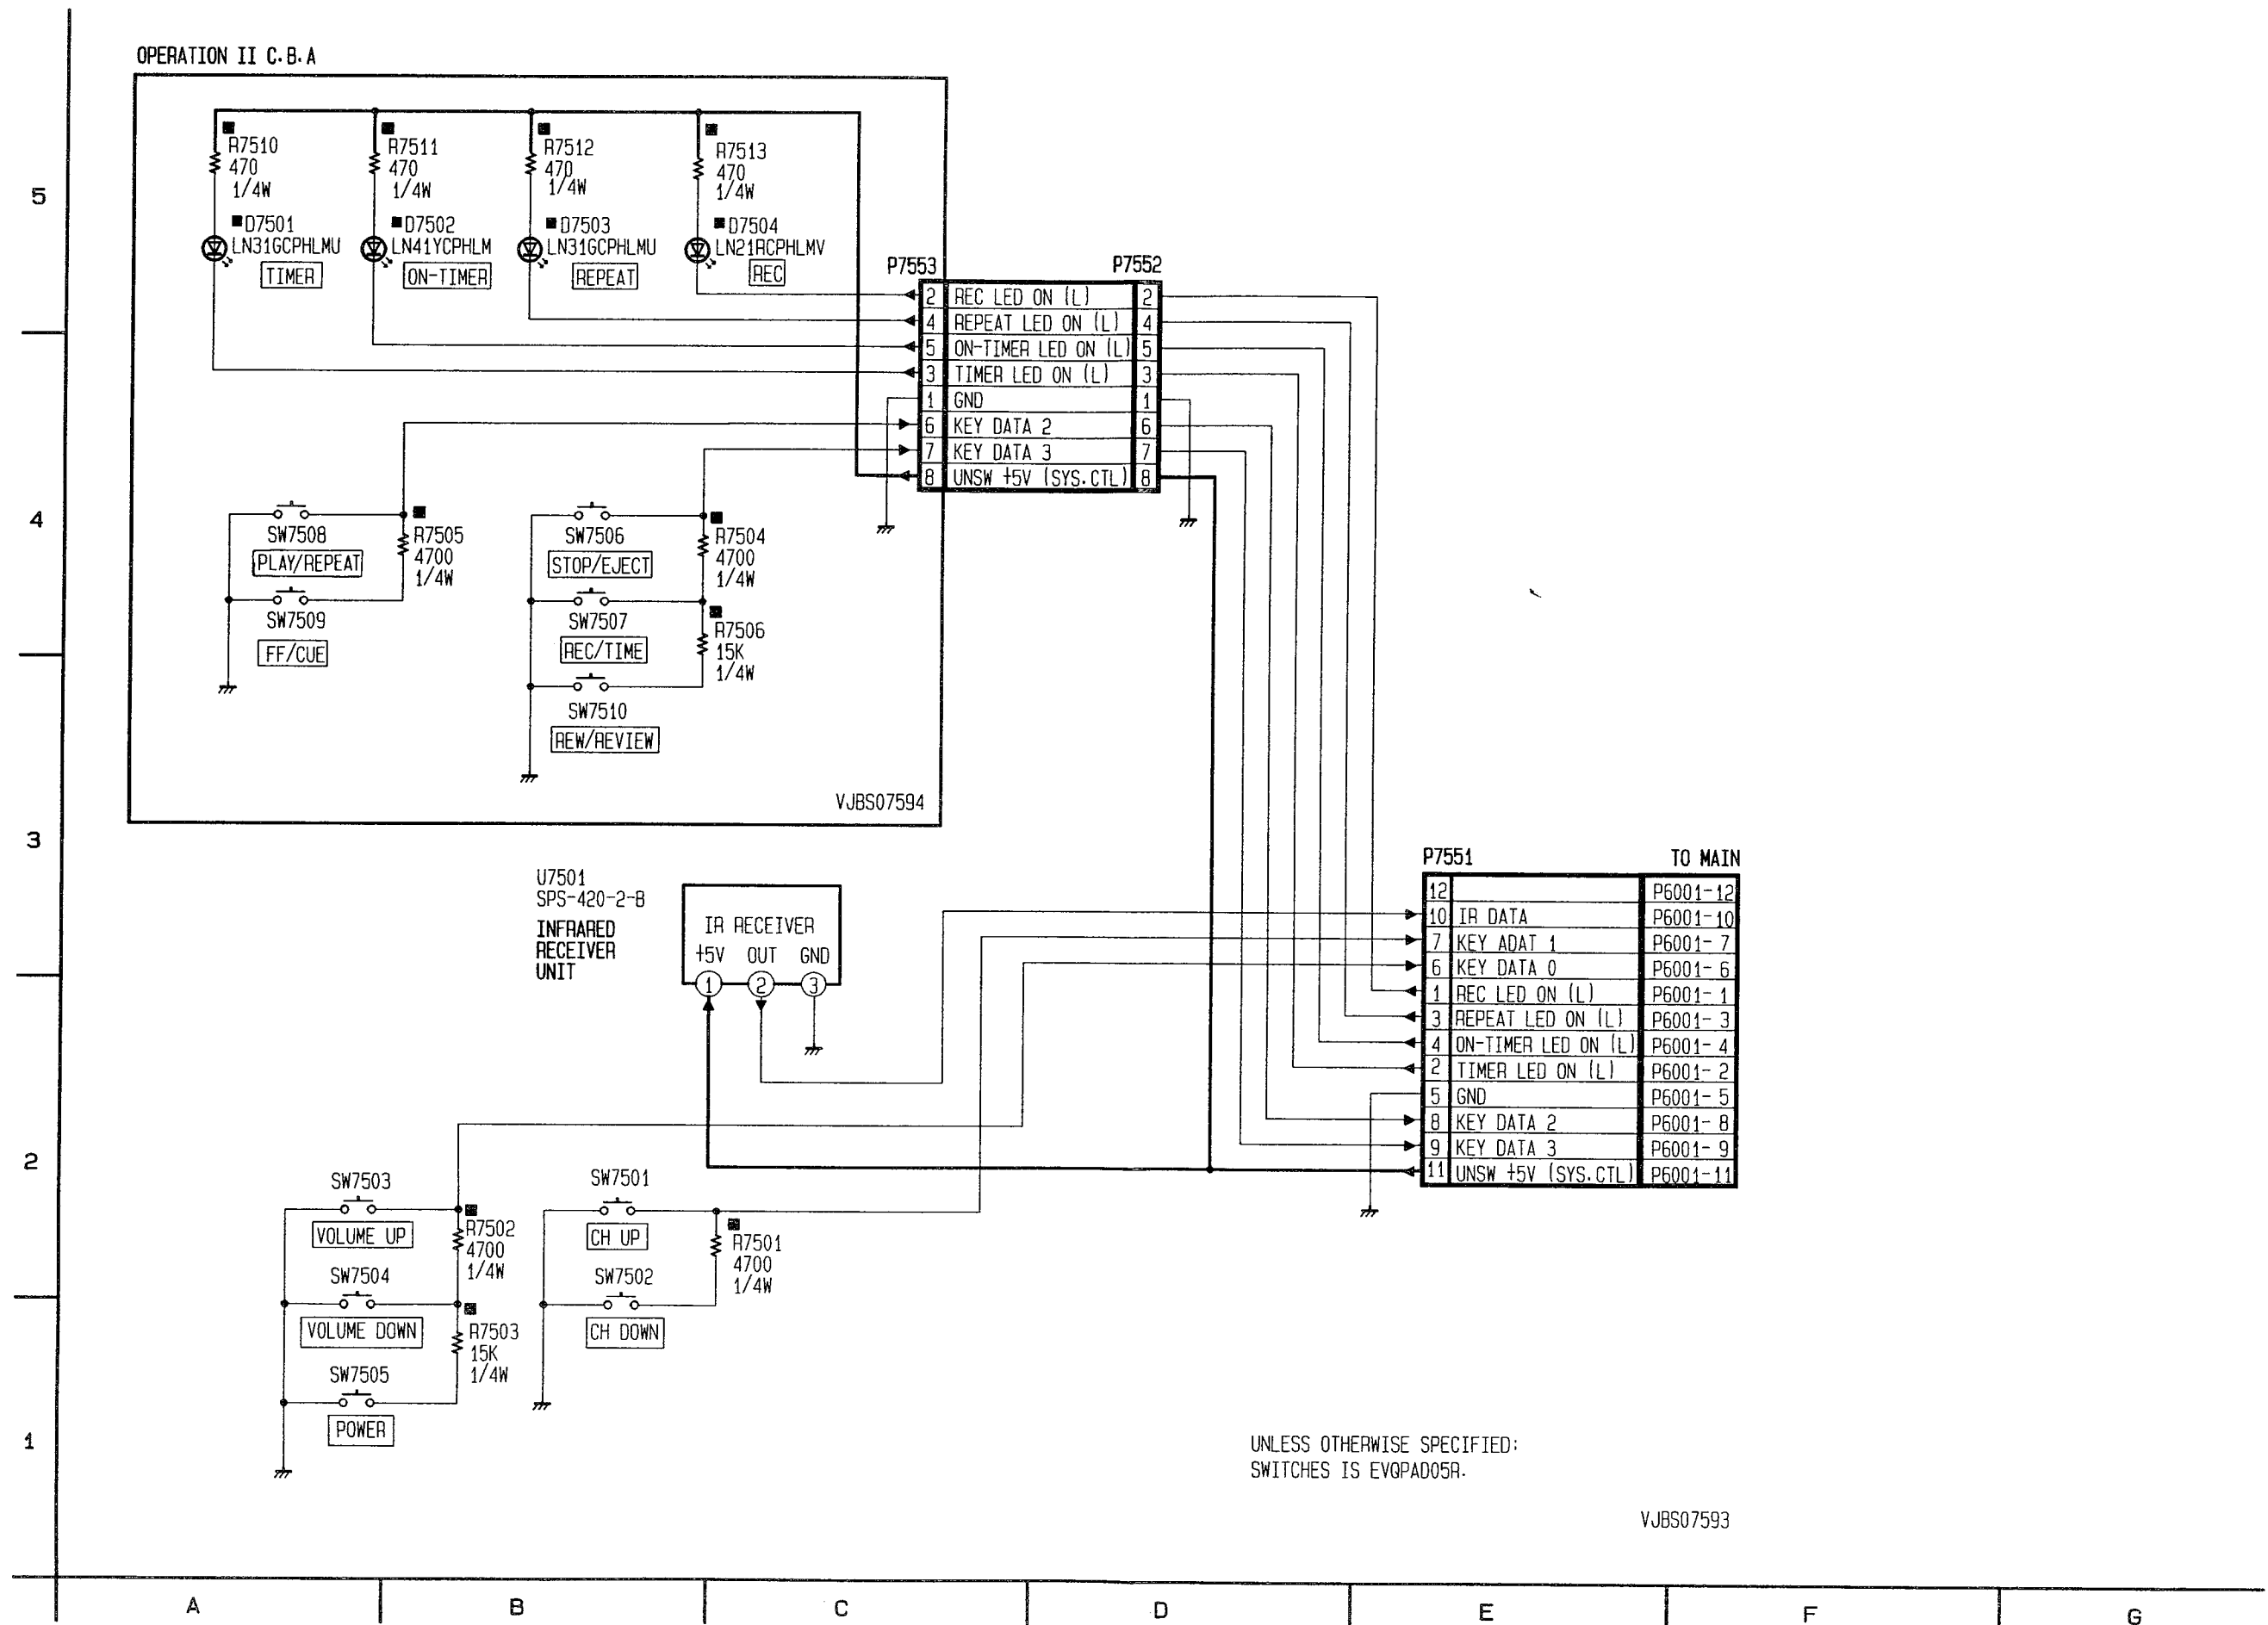 OPERATION II C.B.A
R7510
470
1/4W
R7511
470
1/4W
R7512
470
1/4W
R7513
470
1/4W
D7501
LN31GCPHLMU
TIMER
D7502
LN41YCPHLM
ON-TIMER
D7503
LN31GCPHLMU
REPEAT
D7504
LN21RCPHLMV
REC
P7553 P7552
2 REC LED ON (L) 2
4 REPEAT LED ON (L) 4
5 ON-TIMER LED ON (L) 5
3 TIMER LED ON (L) 3
1 GND 1
6 KEY DATA 2 6
7 KEY DATA 3 7
8 UNSW +5V (SYS.CTL) 8
SW7508
PLAY/REPEAT
R7505
4700
1/4W
SW7509
FF/CUE
SW7506
STOP/EJECT
R7504
4700
1/4W
SW7507
REC/TIME
R7506
15K
1/4W
SW7510
REW/REVIEW
VJBS07594
U7501
SPS-420-2-B
INFRARED
RECEIVER
UNIT
IR RECEIVER
+5V OUT GND
1 2 3
P7551 TO MAIN
12 P6001-12
10 IR DATA P6001-10
7 KEY ADAT 1 P6001- 7
6 KEY DATA 0 P6001- 6
1 REC LED ON (L) P6001- 1
3 REPEAT LED ON (L) P6001- 3
4 ON-TIMER LED ON (L) P6001- 4
2 TIMER LED ON (L) P6001- 2
5 GND P6001- 5
8 KEY DATA 2 P6001- 8
9 KEY DATA 3 P6001- 9
11 UNSW +5V (SYS.CTL) P6001-11
SW7503
VOLUME UP
R7502
4700
1/4W
SW7504
VOLUME DOWN
R7503
15K
1/4W
SW7505
POWER
SW7501
CH UP
R7501
4700
1/4W
SW7502
CH DOWN
UNLESS OTHERWISE SPECIFIED:
SWITCHES IS EVQPAD05R.
VJBS07593
5
4
3
2
1
A B C D E F G